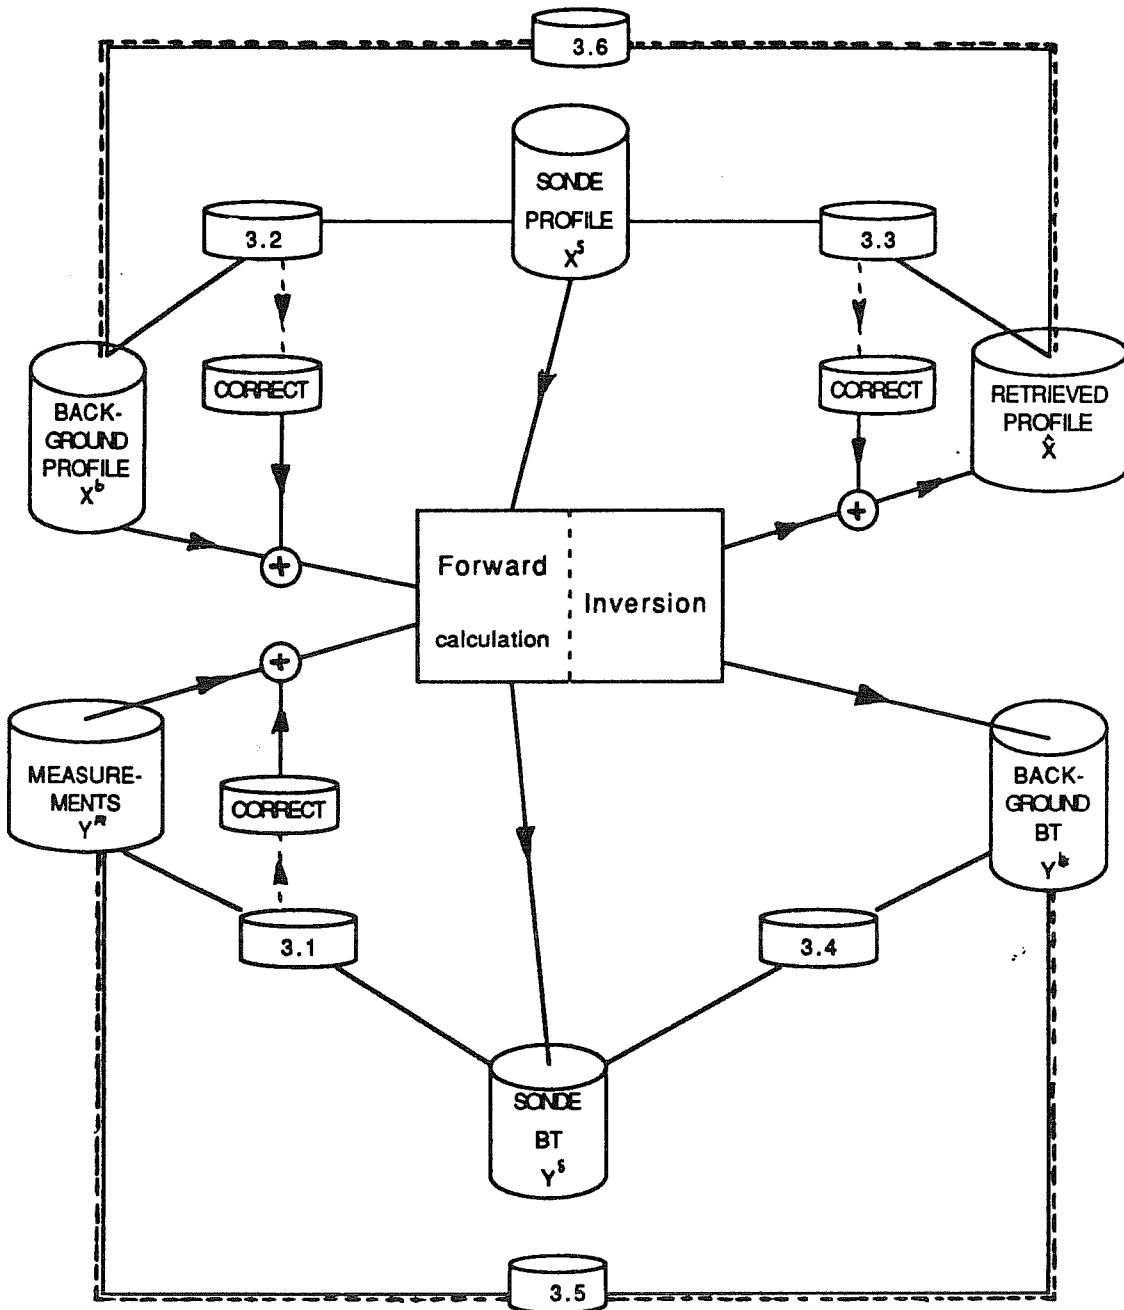 3.6
SONDE
PROFILE
X^s
3.2
3.3
BACK-
GROUND
PROFILE
X^b
CORRECT
CORRECT
RETRIEVED
PROFILE
X̂
+
+
Forward
calculation
Inversion
+
MEASURE-
MENTS
Y^m
CORRECT
BACK-
GROUND
BT
Y^b
3.1
3.4
SONDE
BT
Y^s
3.5